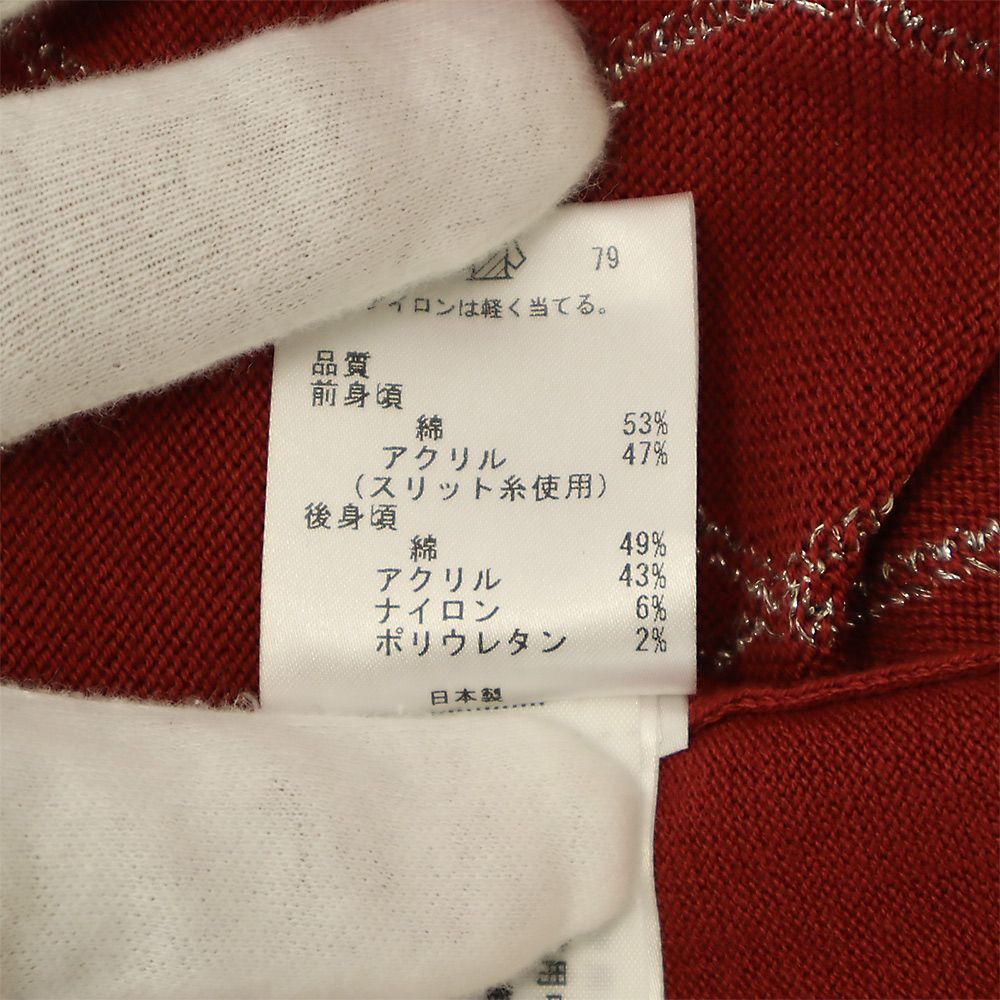 79
アイロンは軽く当てる。
品質
前身頃
綿 53%
アクリル 47%
(スリット糸使用)
後身頃
綿 49%
アクリル 43%
ナイロン 6%
ポリウレタン 2%
日本製
用